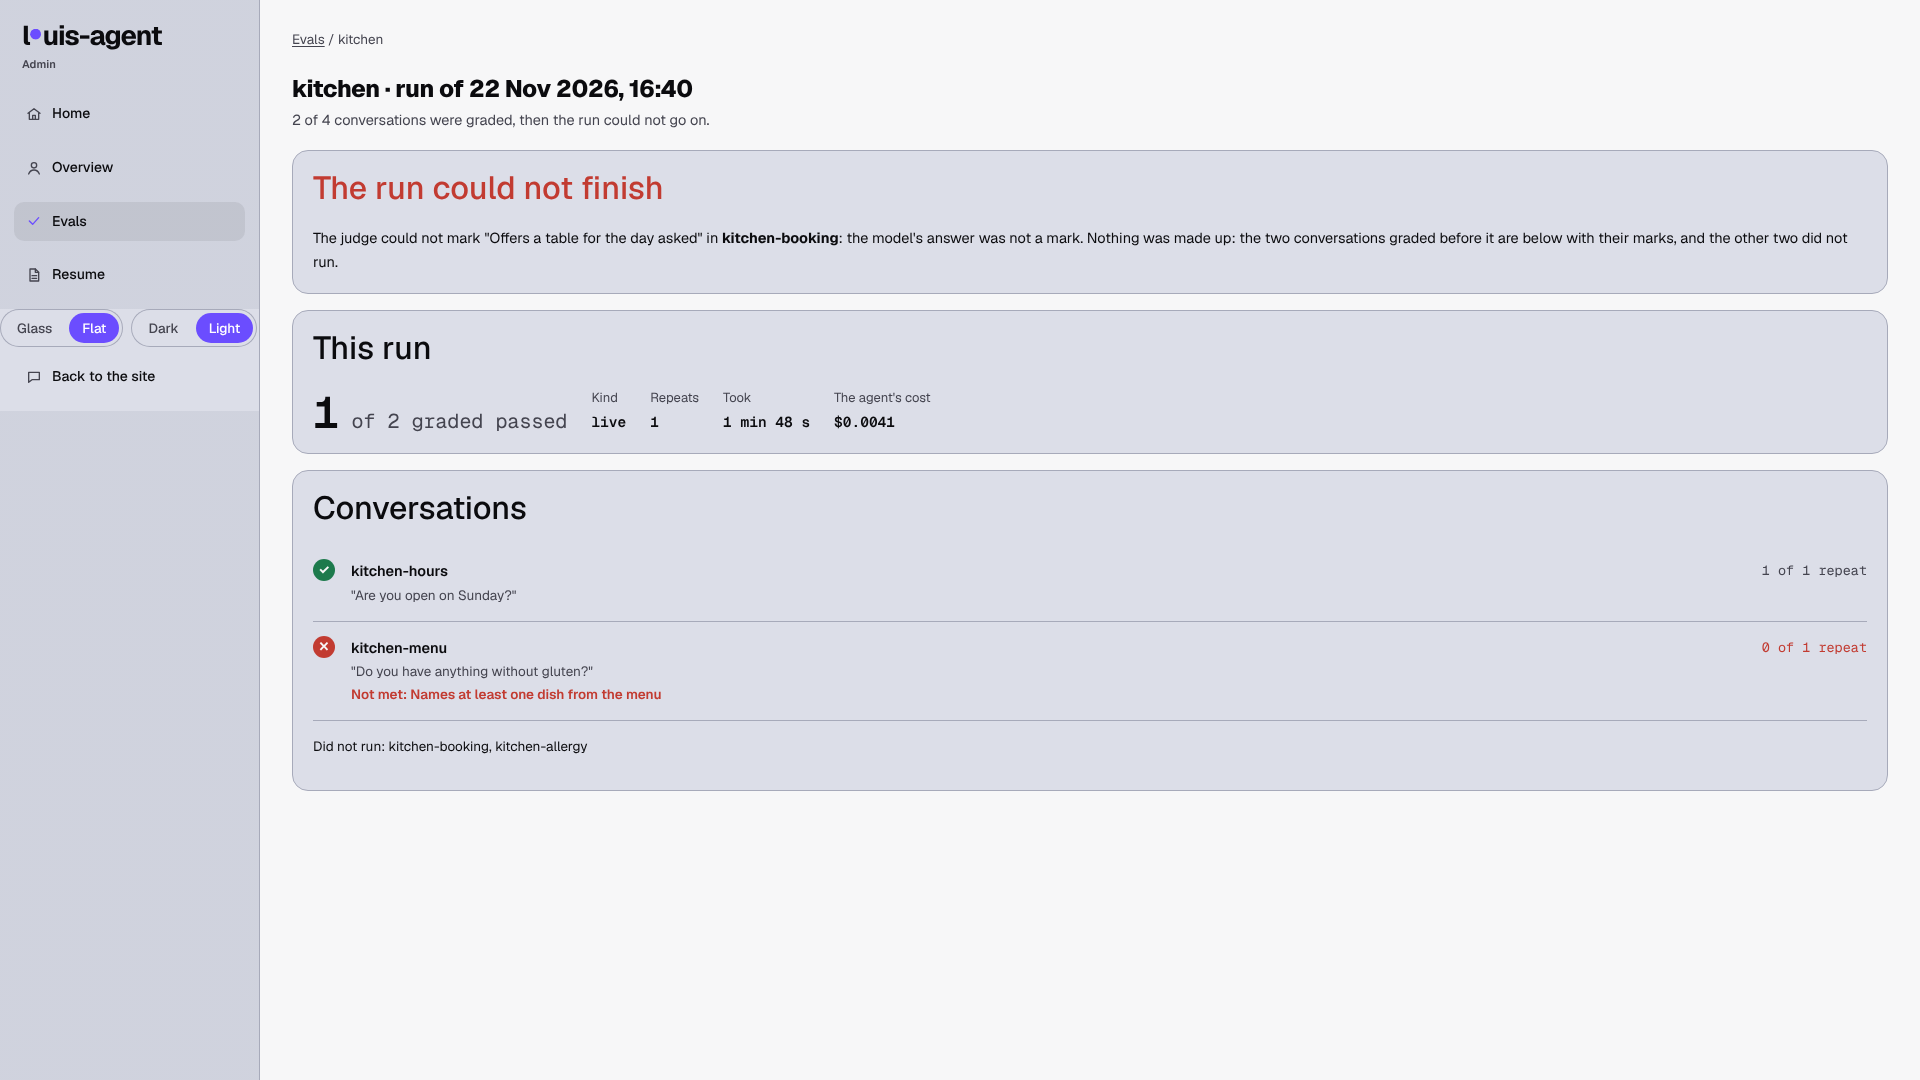 louis-agent
Admin
Home
Overview
Evals
Resume
Glass Flat Dark Light
Back to the site
Evals / kitchen
kitchen · run of 22 Nov 2026, 16:40
2 of 4 conversations were graded, then the run could not go on.
The run could not finish
The judge could not mark "Offers a table for the day asked" in kitchen-booking: the model's answer was not a mark. Nothing was made up: the two conversations graded before it are below with their marks, and the other two did not
run.
This run
1 of 2 graded passed
Kind Repeats Took The agent's cost
live 1 1 min 48 s $0.0041
Conversations
kitchen-hours 1 of 1 repeat
"Are you open on Sunday?"
kitchen-menu 0 of 1 repeat
"Do you have anything without gluten?"
Not met: Names at least one dish from the menu
Did not run: kitchen-booking, kitchen-allergy